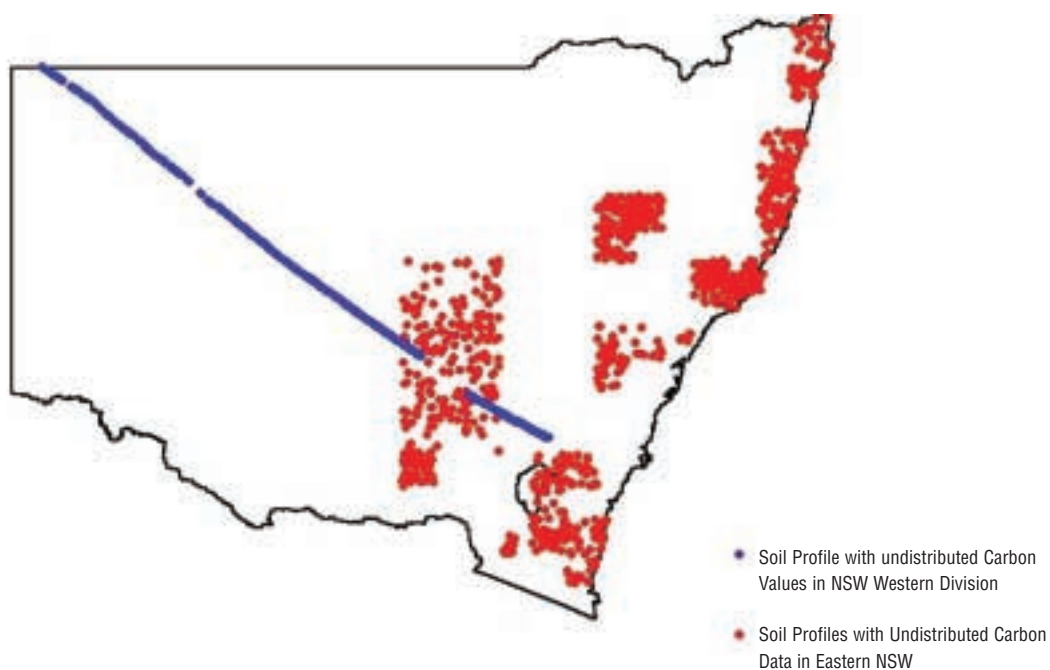 Soil Profile with undistributed Carbon
Values in NSW Western Division
Soil Profiles with Undistributed Carbon
Data in Eastern NSW